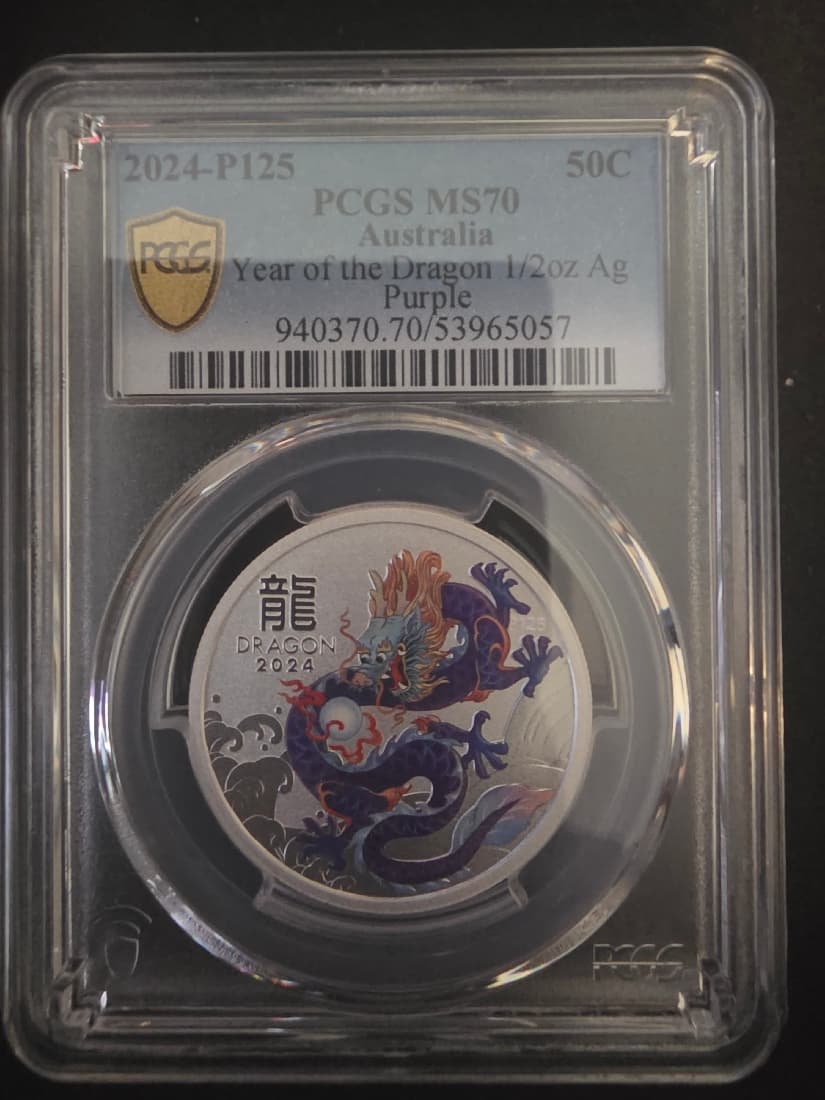 2024-P125 50C
PCGS MS70
Australia
PCGS
Year of the Dragon 1/2oz Ag
Purple
940370.70/53965057
龍
DRAGON
2024
P125
PCGS